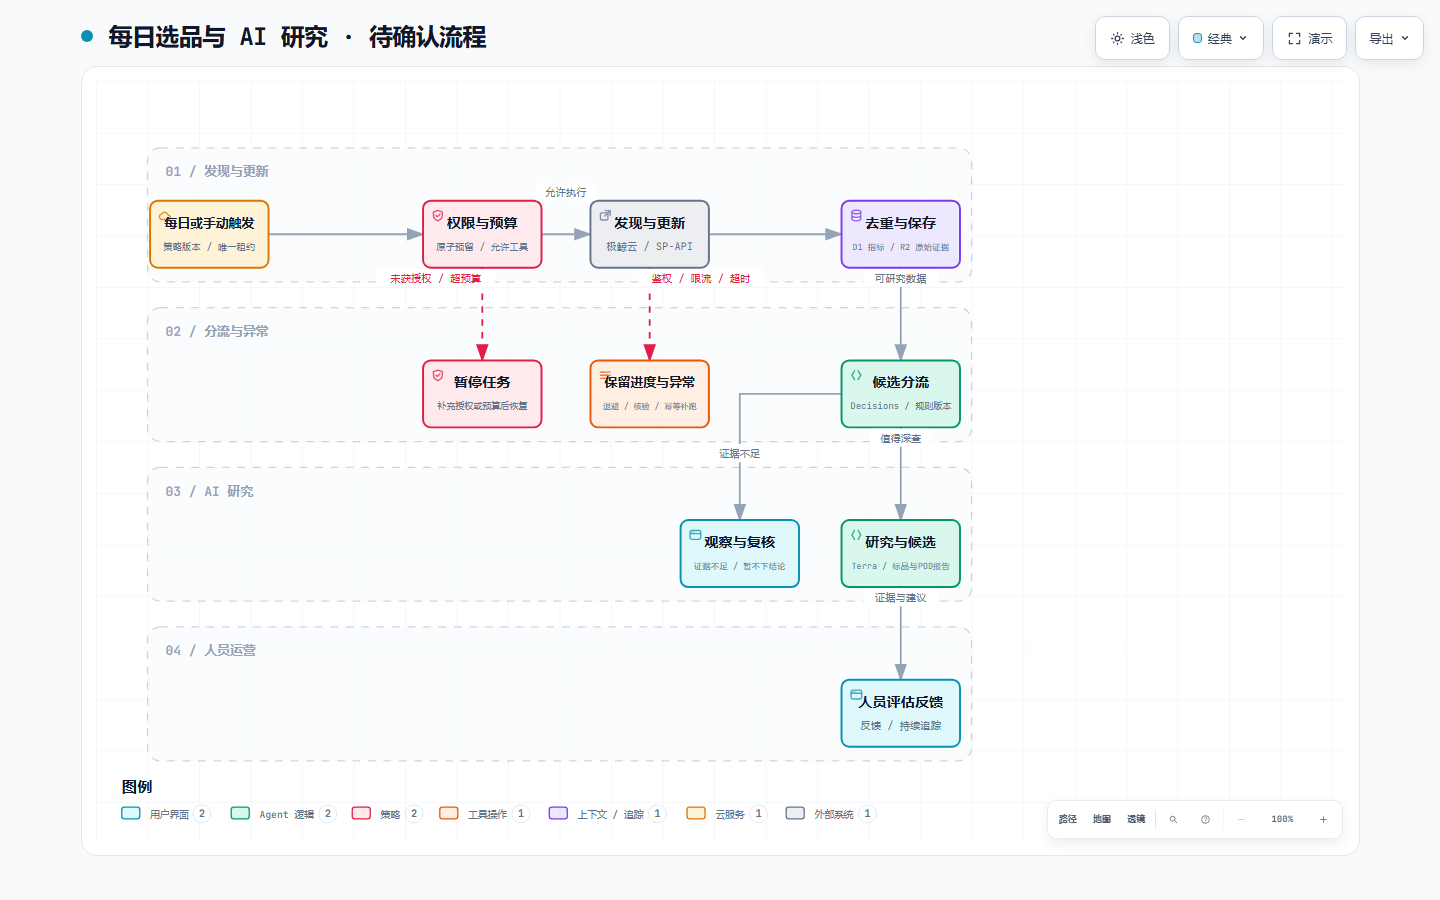 每日选品与 AI 研究 · 待确认流程
浅色
经典
演示
导出
01 / 发现与更新
允许执行
每日或手动触发
策略版本 / 唯一租约
权限与预算
原子预留 / 允许工具
发现与更新
极鲸云 / SP-API
去重与保存
D1 指标 / R2 原始证据
未获授权 / 超预算
鉴权 / 限流 / 超时
可研究数据
02 / 分流与异常
暂停任务
补充授权或预算后恢复
保留进度与异常
退避 / 核验 / 幂等补跑
候选分流
Decisions / 规则版本
值得深查
证据不足
03 / AI 研究
观察与复核
证据不足 / 暂不下结论
研究与候选
Terra / 标品与POD报告
证据与建议
04 / 人员运营
人员评估反馈
反馈 / 持续追踪
图例
用户界面 2
Agent 逻辑 2
策略 2
工具操作 1
上下文 / 追踪 1
云服务 1
外部系统 1
路径
地图
透镜
100%